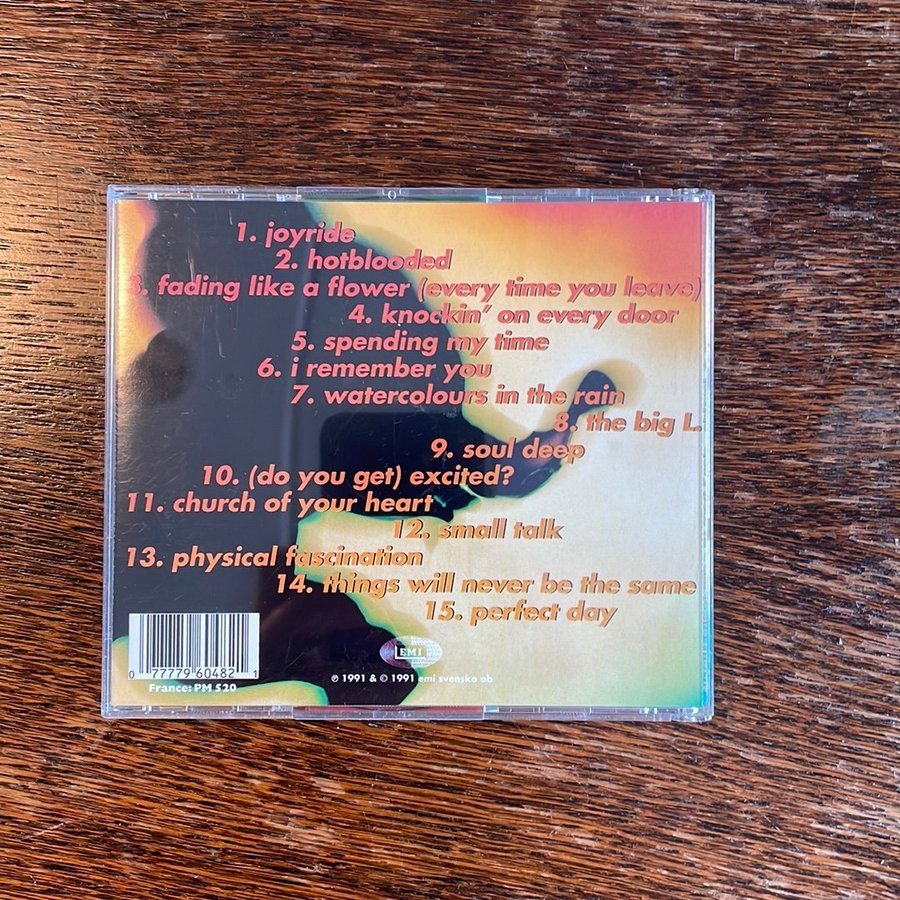 1. joyride
2. hotblooded
3. fading like a flower (every time you leave)
4. knockin' on every door
5. spending my time
6. i remember you
7. watercolours in the rain
8. the big L.
9. soul deep
10. (do you get) excited?
11. church of your heart
12. small talk
13. physical fascination
14. things will never be the same
15. perfect day
EMI
0 77779 60482 1
℗ 1991 & © 1991 emi svenska ab
France: PM 520